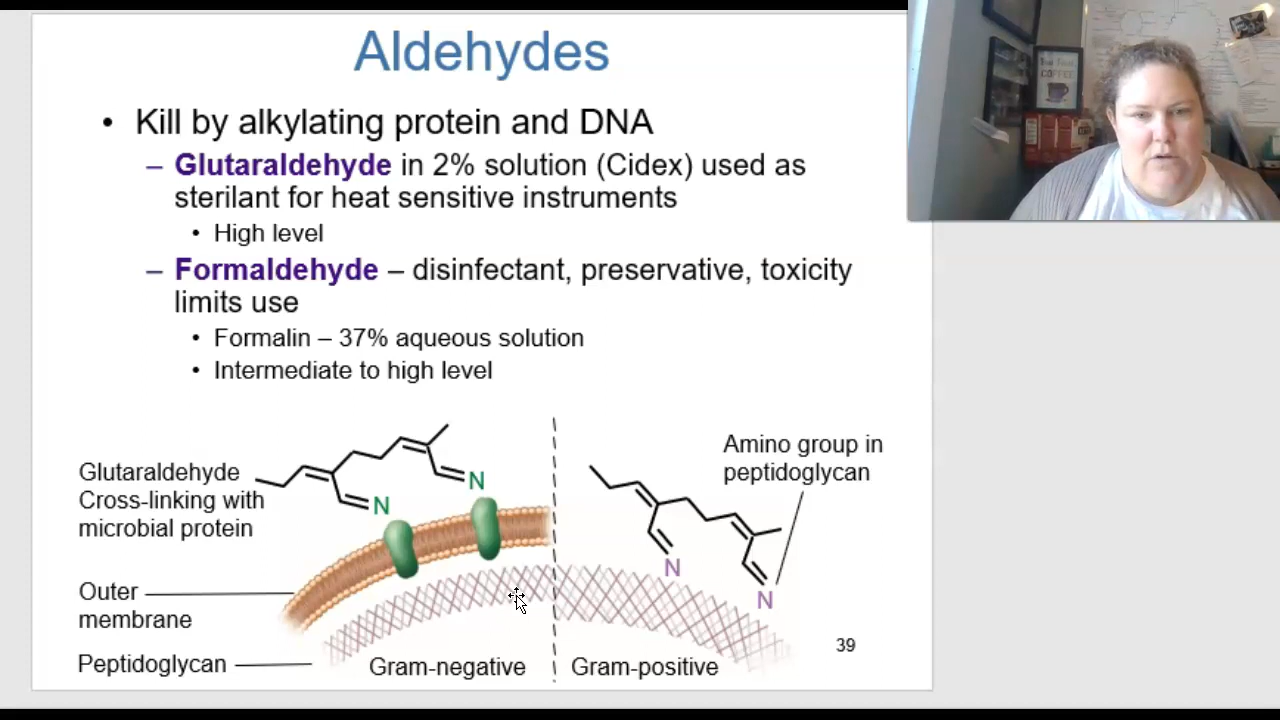 Aldehydes
• Kill by alkylating protein and DNA
– Glutaraldehyde in 2% solution (Cidex) used as
sterilant for heat sensitive instruments
• High level
– Formaldehyde – disinfectant, preservative, toxicity
limits use
• Formalin – 37% aqueous solution
• Intermediate to high level
Glutaraldehyde
Cross-linking with
microbial protein
N
N
Amino group in
peptidoglycan
N
N
Outer
membrane
Peptidoglycan
Gram-negative
Gram-positive
39
COFFEE